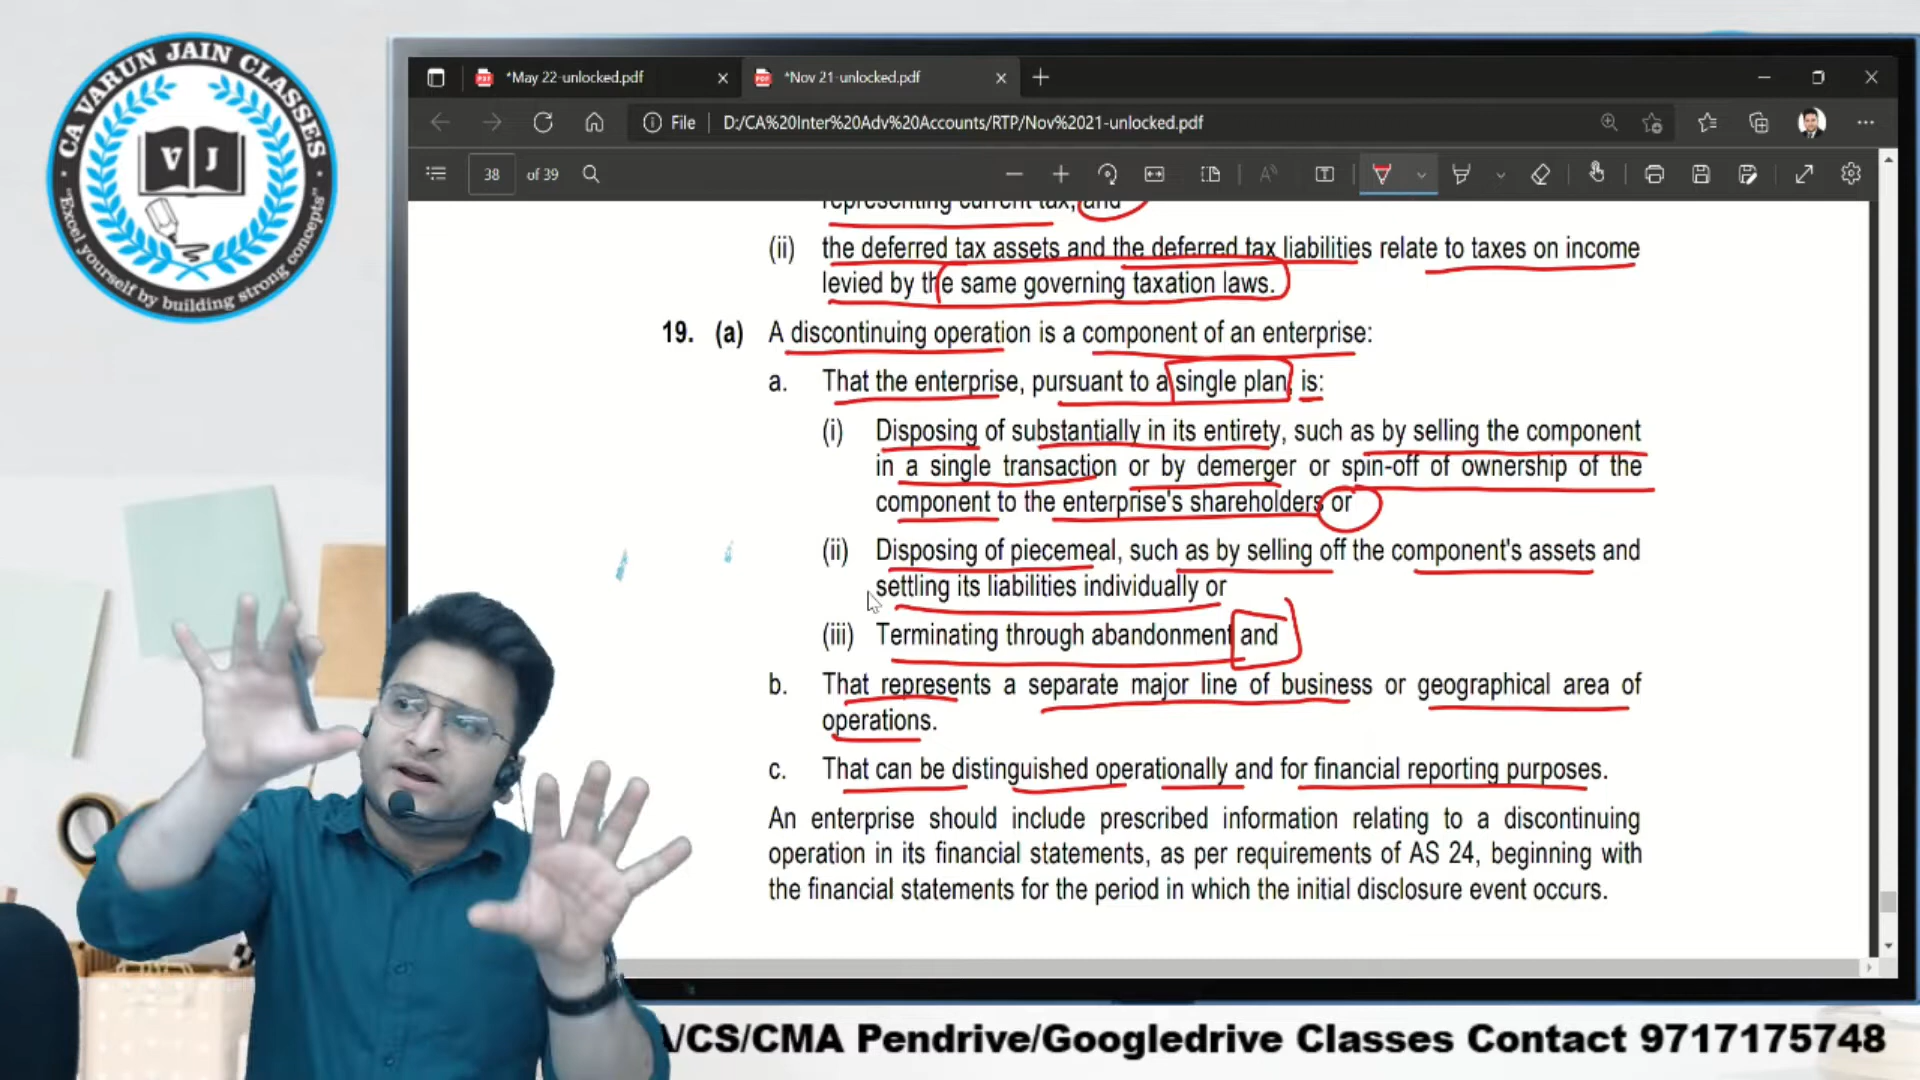 CA VARUN JAIN CLASSES
V J
"Excel yourself by building strong concepts"
*May 22-unlocked.pdf
*Nov 21-unlocked.pdf
File
D:/CA%20Inter%20Adv%20Accounts/RTP/Nov%2021-unlocked.pdf
38 of 39
representing current tax, and
(ii) the deferred tax assets and the deferred tax liabilities relate to taxes on income
levied by the same governing taxation laws.
19. (a) A discontinuing operation is a component of an enterprise:
a. That the enterprise, pursuant to a single plan, is:
(i) Disposing of substantially in its entirety, such as by selling the component
in a single transaction or by demerger or spin-off of ownership of the
component to the enterprise's shareholders or
(ii) Disposing of piecemeal, such as by selling off the component's assets and
settling its liabilities individually or
(iii) Terminating through abandonment and
b. That represents a separate major line of business or geographical area of
operations.
c. That can be distinguished operationally and for financial reporting purposes.
An enterprise should include prescribed information relating to a discontinuing
operation in its financial statements, as per requirements of AS 24, beginning with
the financial statements for the period in which the initial disclosure event occurs.
A/CS/CMA Pendrive/Googledrive Classes Contact 9717175748